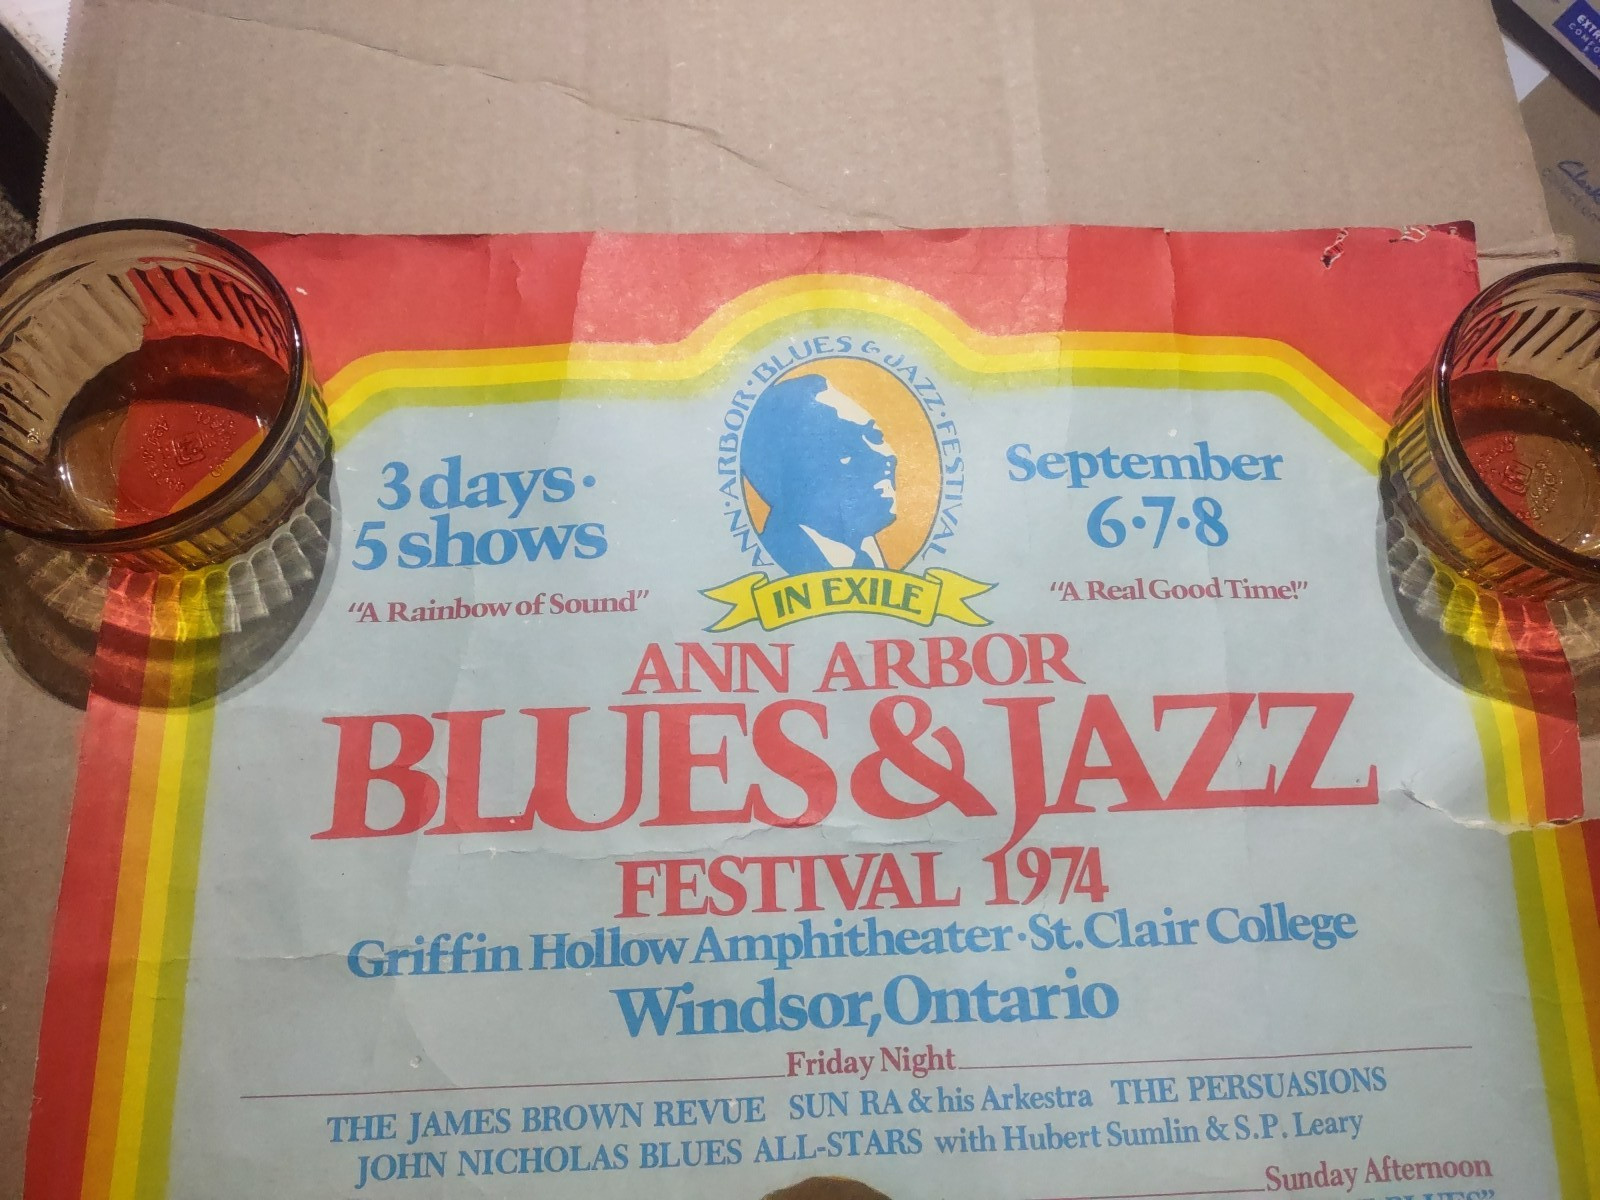 ANN·ARBOR·BLUES & JAZZ·FESTIVAL
IN EXILE
3 days·
5 shows
"A Rainbow of Sound"
September
6·7·8
"A Real Good Time!"
ANN ARBOR
BLUES & JAZZ
FESTIVAL 1974
Griffin Hollow Amphitheater·St. Clair College
Windsor, Ontario
Friday Night
THE JAMES BROWN REVUE SUN RA & his Arkestra THE PERSUASIONS
JOHN NICHOLAS BLUES ALL-STARS with Hubert Sumlin & S.P. Leary
Sunday Afternoon
BLUES"